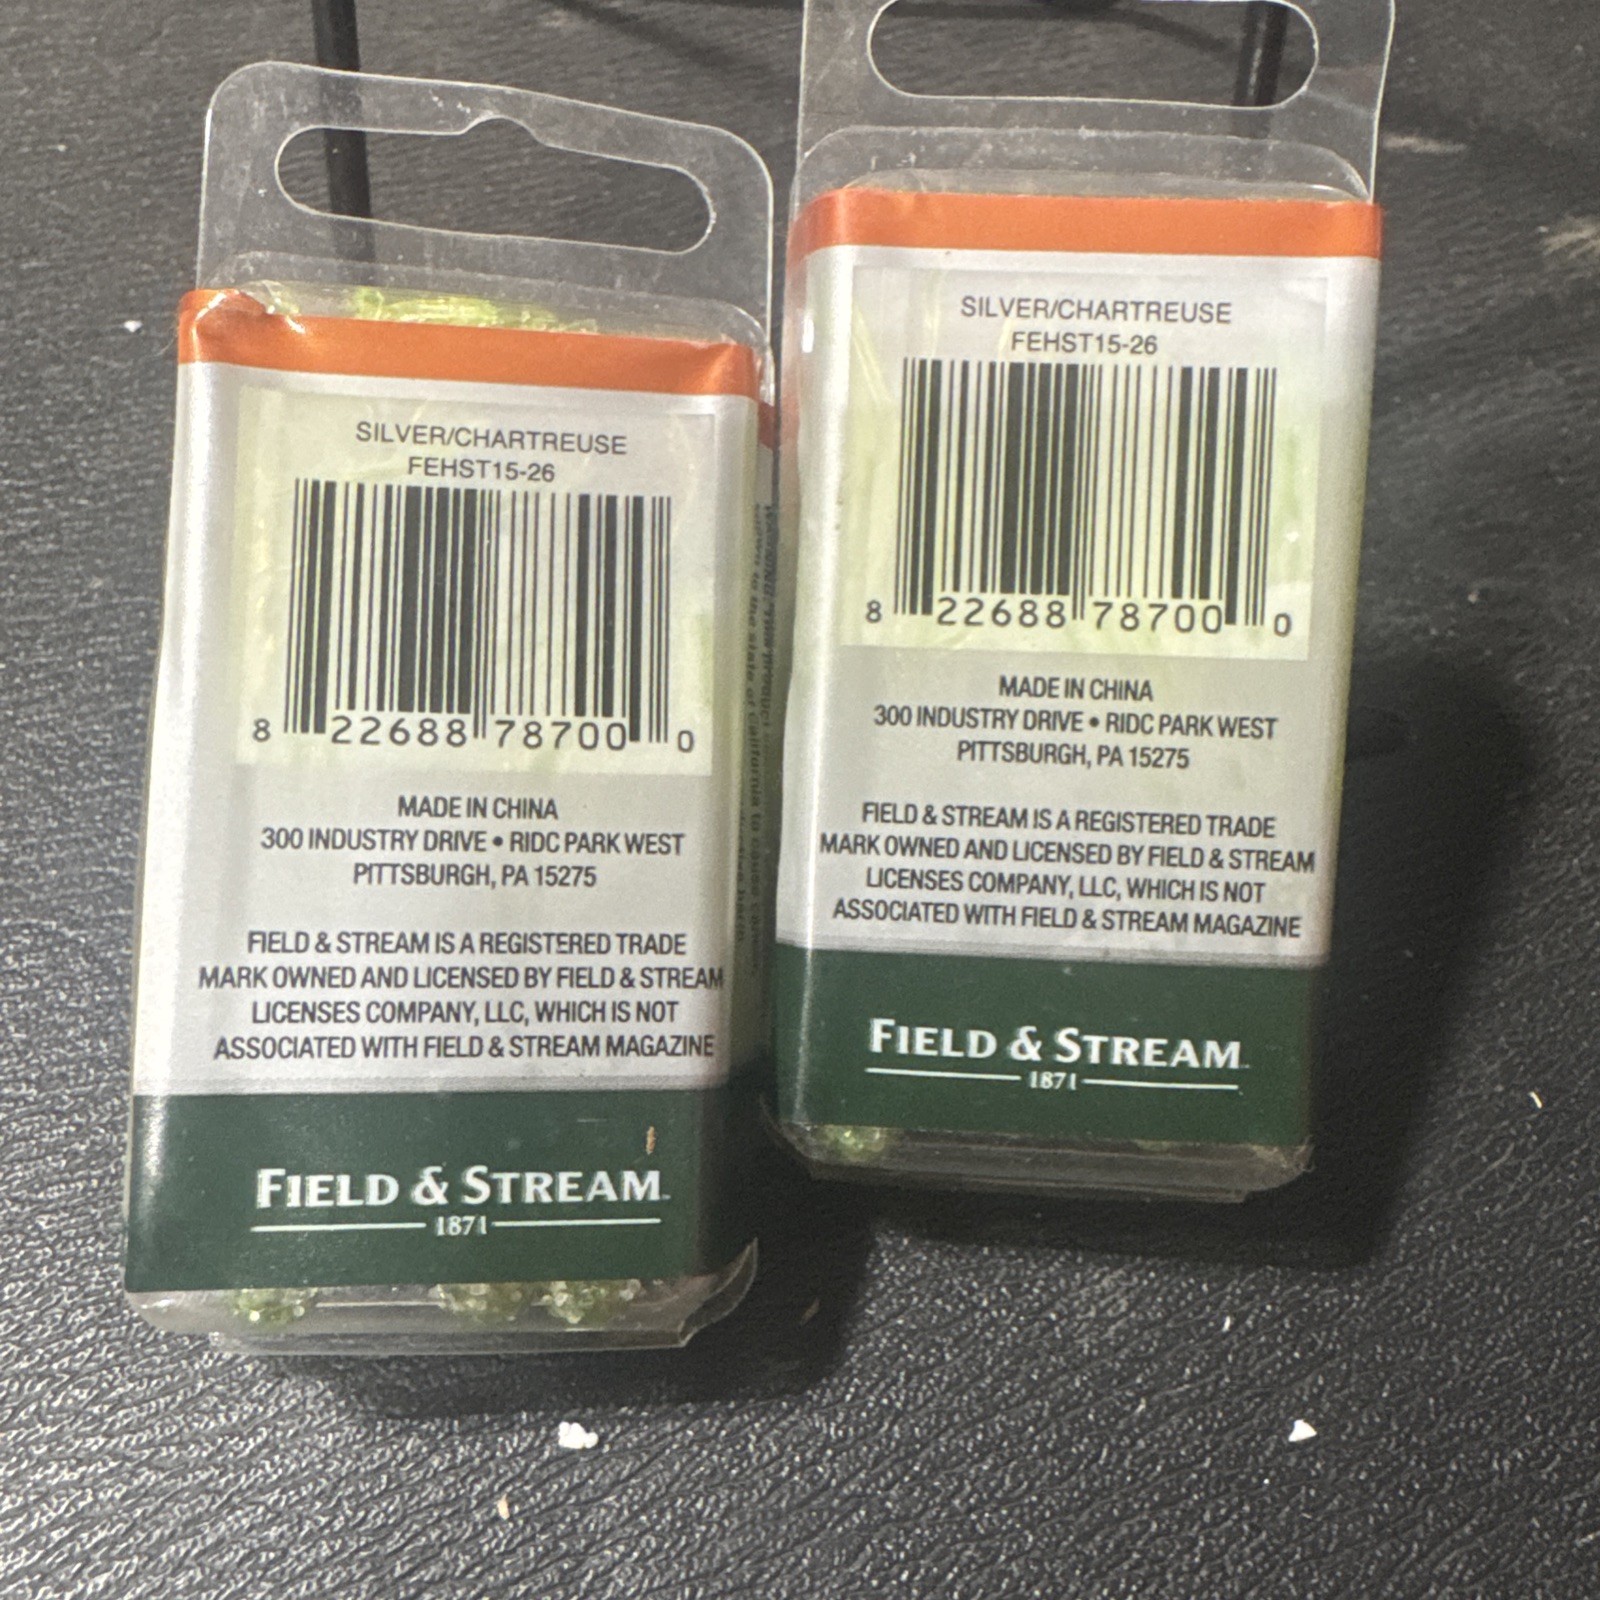 SILVER/CHARTREUSE
FEHST15-26
8 22688 78700 0
MADE IN CHINA
300 INDUSTRY DRIVE • RIDC PARK WEST
PITTSBURGH, PA 15275
FIELD & STREAM IS A REGISTERED TRADE
MARK OWNED AND LICENSED BY FIELD & STREAM
LICENSES COMPANY, LLC, WHICH IS NOT
ASSOCIATED WITH FIELD & STREAM MAGAZINE
FIELD & STREAM
1871
SILVER/CHARTREUSE
FEHST15-26
8 22688 78700 0
MADE IN CHINA
300 INDUSTRY DRIVE • RIDC PARK WEST
PITTSBURGH, PA 15275
FIELD & STREAM IS A REGISTERED TRADE
MARK OWNED AND LICENSED BY FIELD & STREAM
LICENSES COMPANY, LLC, WHICH IS NOT
ASSOCIATED WITH FIELD & STREAM MAGAZINE
FIELD & STREAM
1871